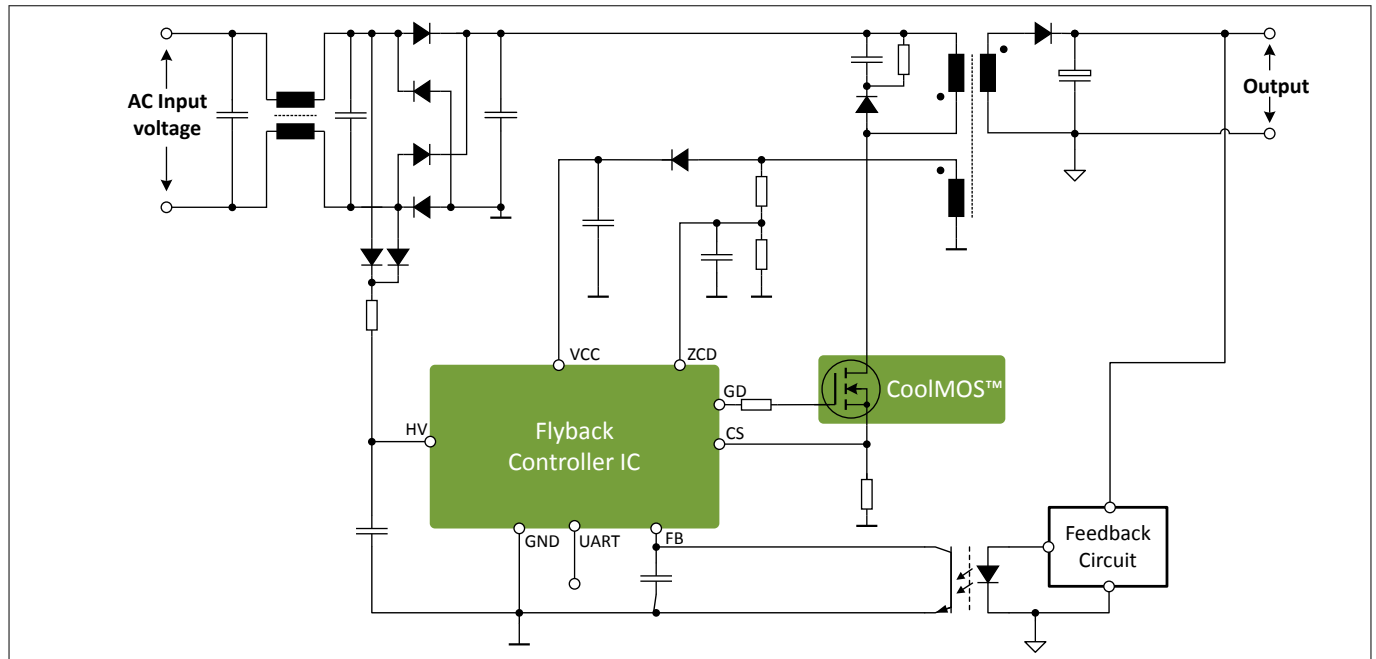 AC Input
voltage
Output
VCC
ZCD
GD
CoolMOS™
HV
Flyback
Controller IC
CS
GND
UART
FB
Feedback
Circuit